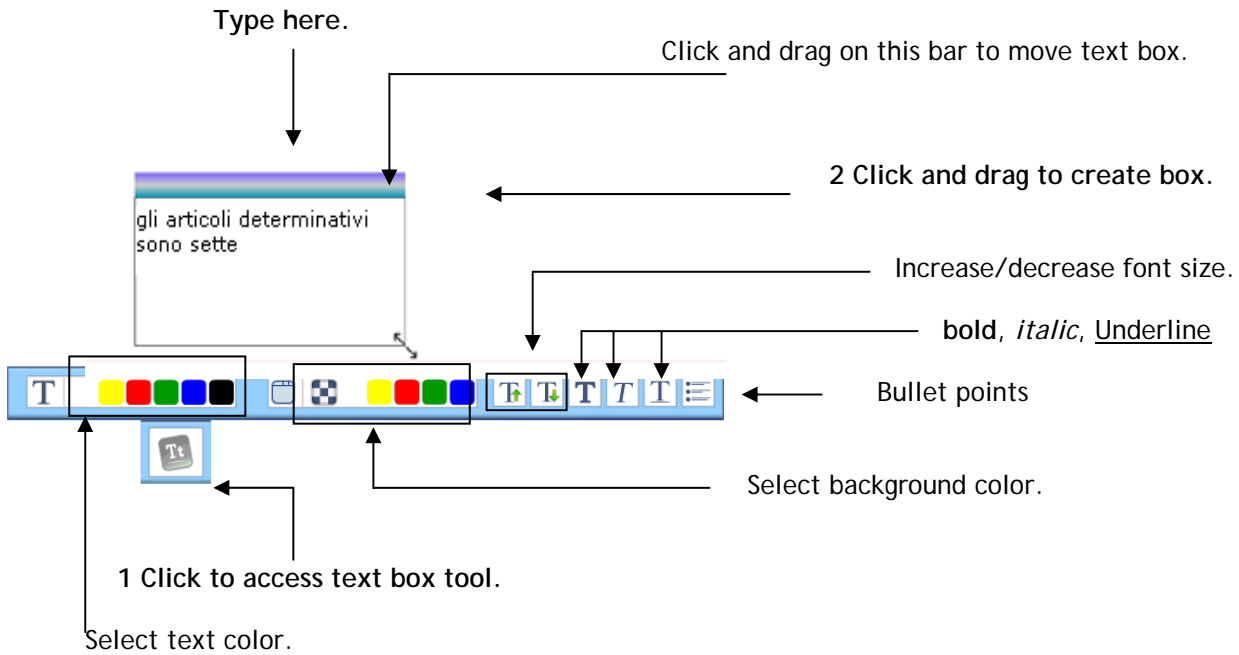 Type here.
Click and drag on this bar to move text box.
2 Click and drag to create box.
gli articoli determinativi
sono sette
Increase/decrease font size.
bold, italic, Underline
T
T
T
T
T
T
Bullet points
Tt
Select background color.
1 Click to access text box tool.
Select text color.